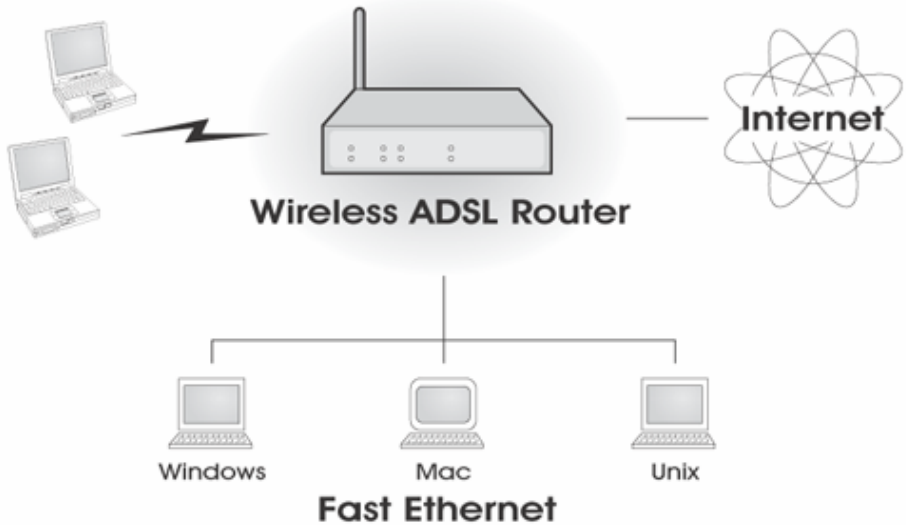 Internet
Wireless ADSL Router
Windows
Mac
Unix
Fast Ethernet